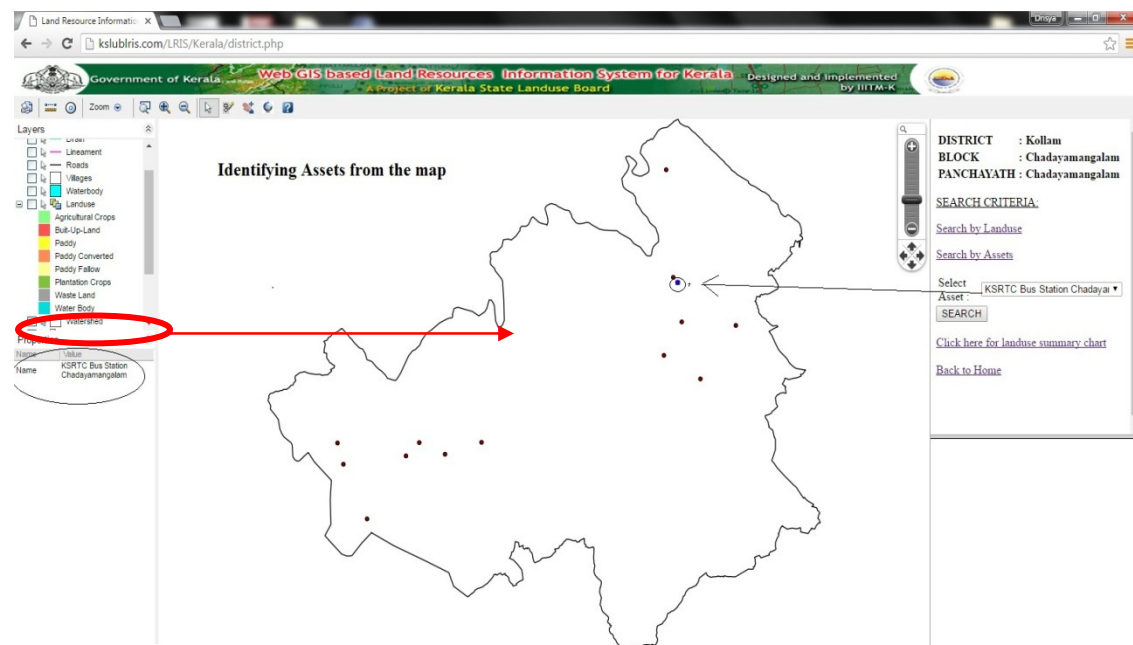 Land Resource Informatio
Drisya
kslublris.com/LRIS/Kerala/district.php
Government of Kerala
Web GIS based Land Resources Information System for Kerala
A Project of Kerala State Landuse Board
Designed and Implemented
by IIITM-K
Zoom
Layers
Drain
Lineament
Roads
Villages
Waterbody
Landuse
Agricultural Crops
Built-Up-Land
Paddy
Paddy Converted
Paddy Fallow
Plantation Crops
Waste Land
Water Body
Watershed
Name Value
Name KSRTC Bus Station
Chadayamangalam
Identifying Assets from the map
DISTRICT : Kollam
BLOCK : Chadayamangalam
PANCHAYATH : Chadayamangalam
SEARCH CRITERIA:
Search by Landuse
Search by Assets
Select
Asset :
KSRTC Bus Station Chadaya
SEARCH
Click here for landuse summary chart
Back to Home